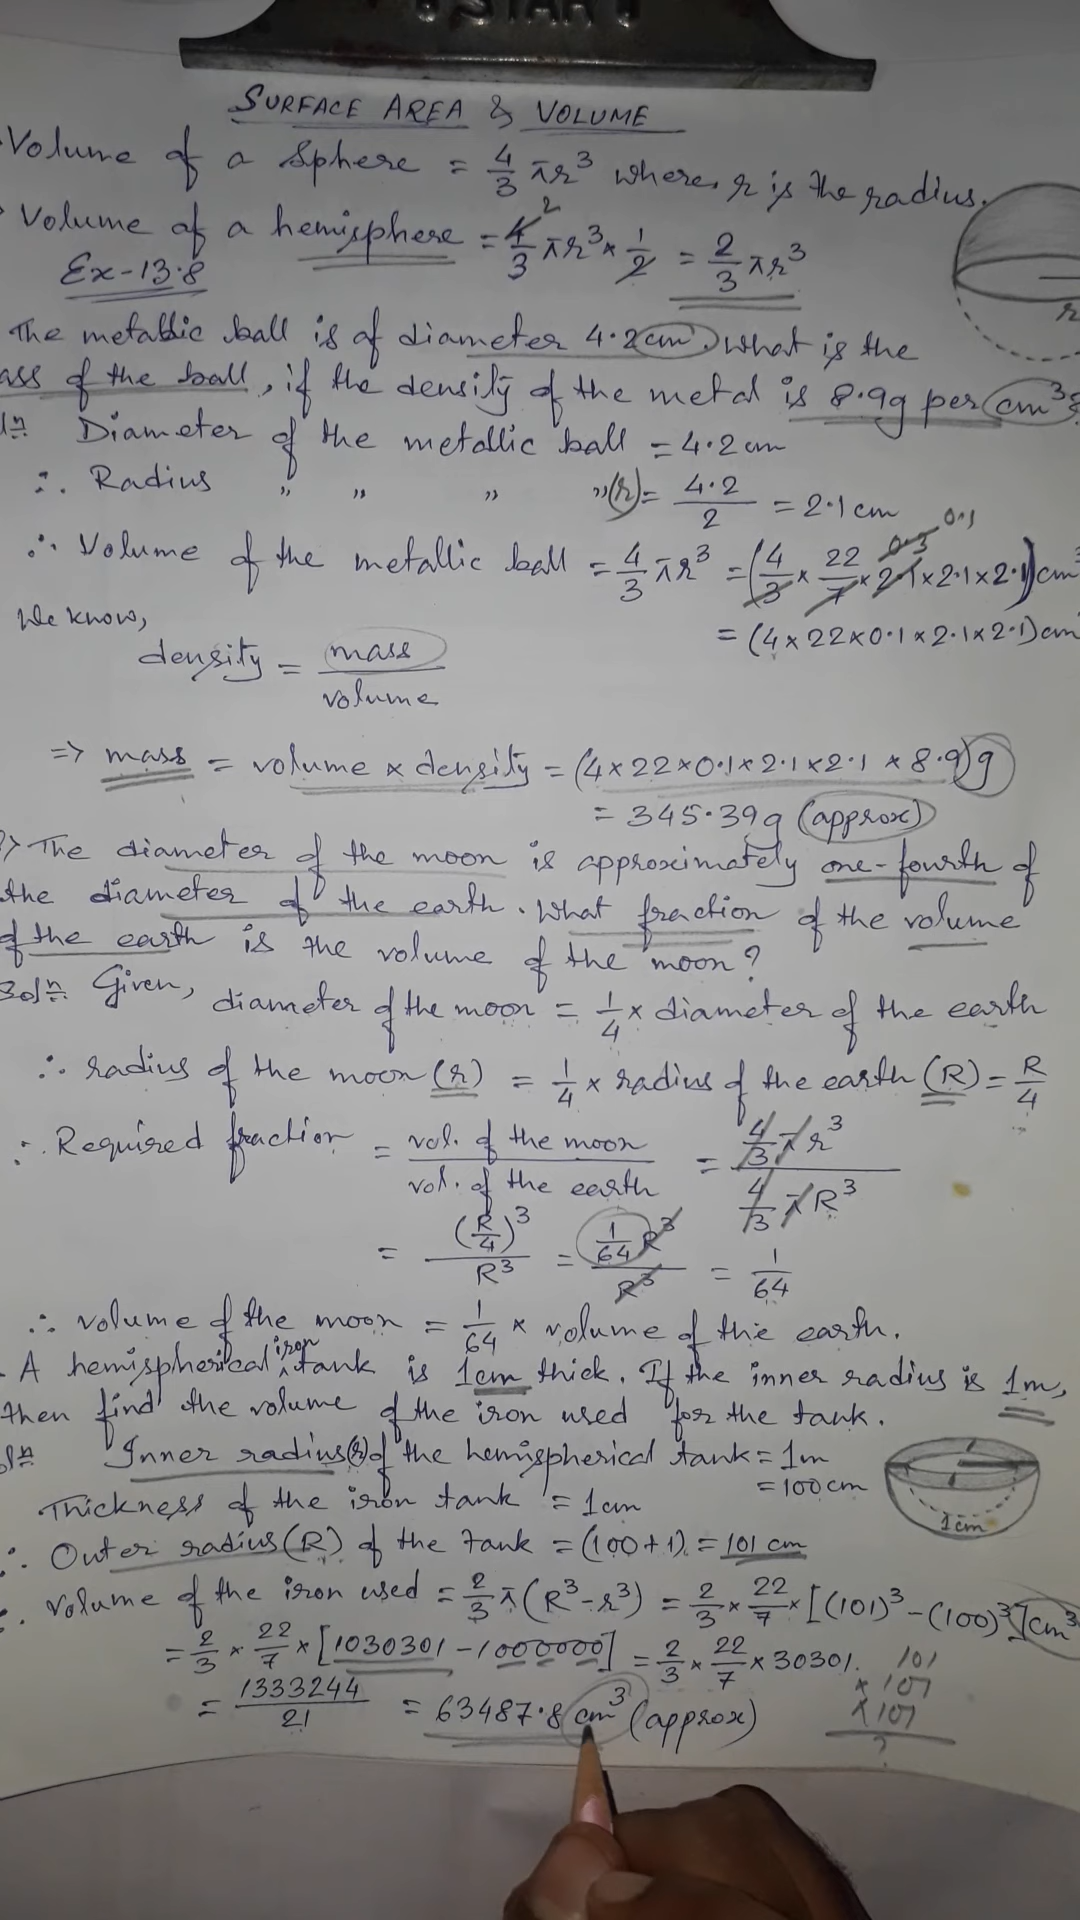 START
SURFACE AREA & VOLUME
Volume of a Sphere = 4/3 πr³ where, r is the radius.
Volume of a hemisphere = 4/3 πr³ × 1/2 = 2/3 πr³
2
Ex-13.8
r
The metallic ball is of diameter 4.2cm. What is the
ass of the ball, if the density of the metal is 8.9g per cm³?
ln: Diameter of the metallic ball = 4.2 cm
∴ Radius " " " " (r) = 4.2/2 = 2.1 cm
0.3 0.1
∴ Volume of the metallic ball = 4/3 πr³ = (4/3 × 22/7 × 2.1 × 2.1 × 2.1) cm³
We know,
= (4×22×0.1×2.1×2.1) cm
density = mass/volume
=> mass = volume × density = (4×22×0.1×2.1×2.1×8.9) g
= 345.39g (approx)
The diameter of the moon is approximately one-fourth of
the diameter of the earth. What fraction of the volume
of the earth is the volume of the moon?
Soln: Given, diameter of the moon = 1/4 × diameter of the earth
∴ radius of the moon (r) = 1/4 × radius of the earth (R) = R/4
∴ Required fraction = vol. of the moon/vol. of the earth = 4/3 πr³ / 4/3 πR³
= (R/4)³/R³ = 1/64 R³/R³ = 1/64
∴ volume of the moon = 1/64 × volume of the earth.
A hemispherical iron tank is 1cm thick. If the inner radius is 1m,
then find the volume of the iron used for the tank.
ln: Inner radius (r) of the hemispherical tank = 1m
= 100cm
Thickness of the iron tank = 1cm
1cm
∴ Outer radius (R) of the tank = (100+1) = 101 cm
∴ Volume of the iron used = 2/3 π (R³-r³) = 2/3 × 22/7 × [(101)³ - (100)³] cm³
= 2/3 × 22/7 × [1030301 - 1000000] = 2/3 × 22/7 × 30301.
101
× 101
× 101
?
= 1333244/21 = 63487.8 cm³ (approx)